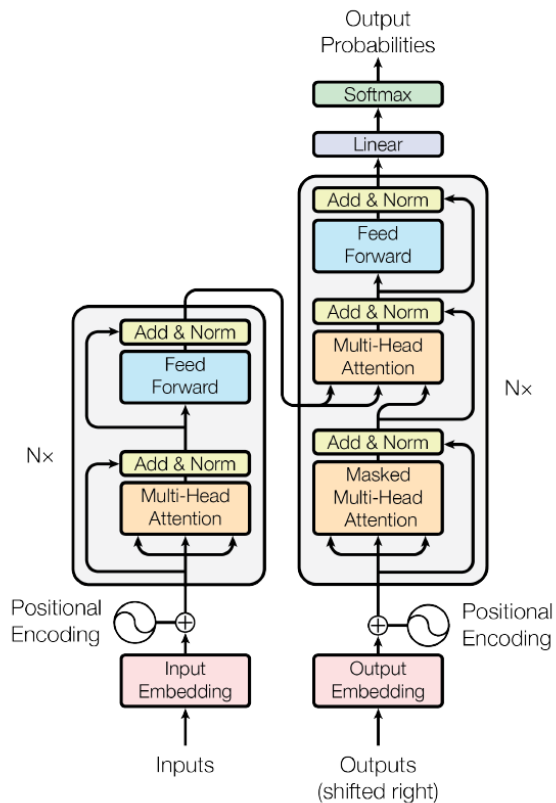 Output
Probabilities
Softmax
Linear
Add & Norm
Feed
Forward
Add & Norm
Multi-Head
Attention
Add & Norm
Masked
Multi-Head
Attention
N×
Positional
Encoding
Output
Embedding
Outputs
(shifted right)
Add & Norm
Feed
Forward
Add & Norm
Multi-Head
Attention
N×
Positional
Encoding
Input
Embedding
Inputs